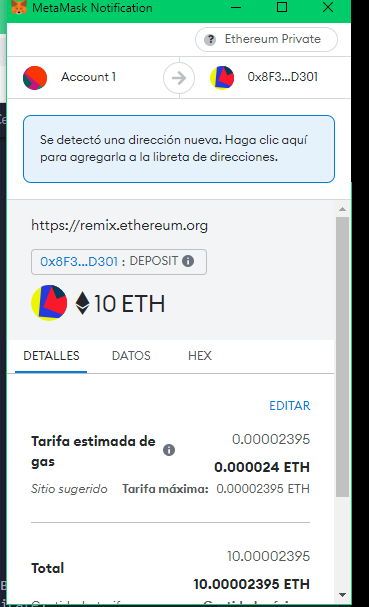 MetaMask Notification
? Ethereum Private
Account 1 0x8F3...D301
Se detectó una dirección nueva. Haga clic aquí
para agregarla a la libreta de direcciones.
https://remix.ethereum.org
0x8F3...D301 : DEPOSIT
10 ETH
DETALLES DATOS HEX
EDITAR
Tarifa estimada de
gas
0.00002395
0.000024 ETH
Sitio sugerido Tarifa máxima: 0.00002395 ETH
10.00002395
Total
10.00002395 ETH